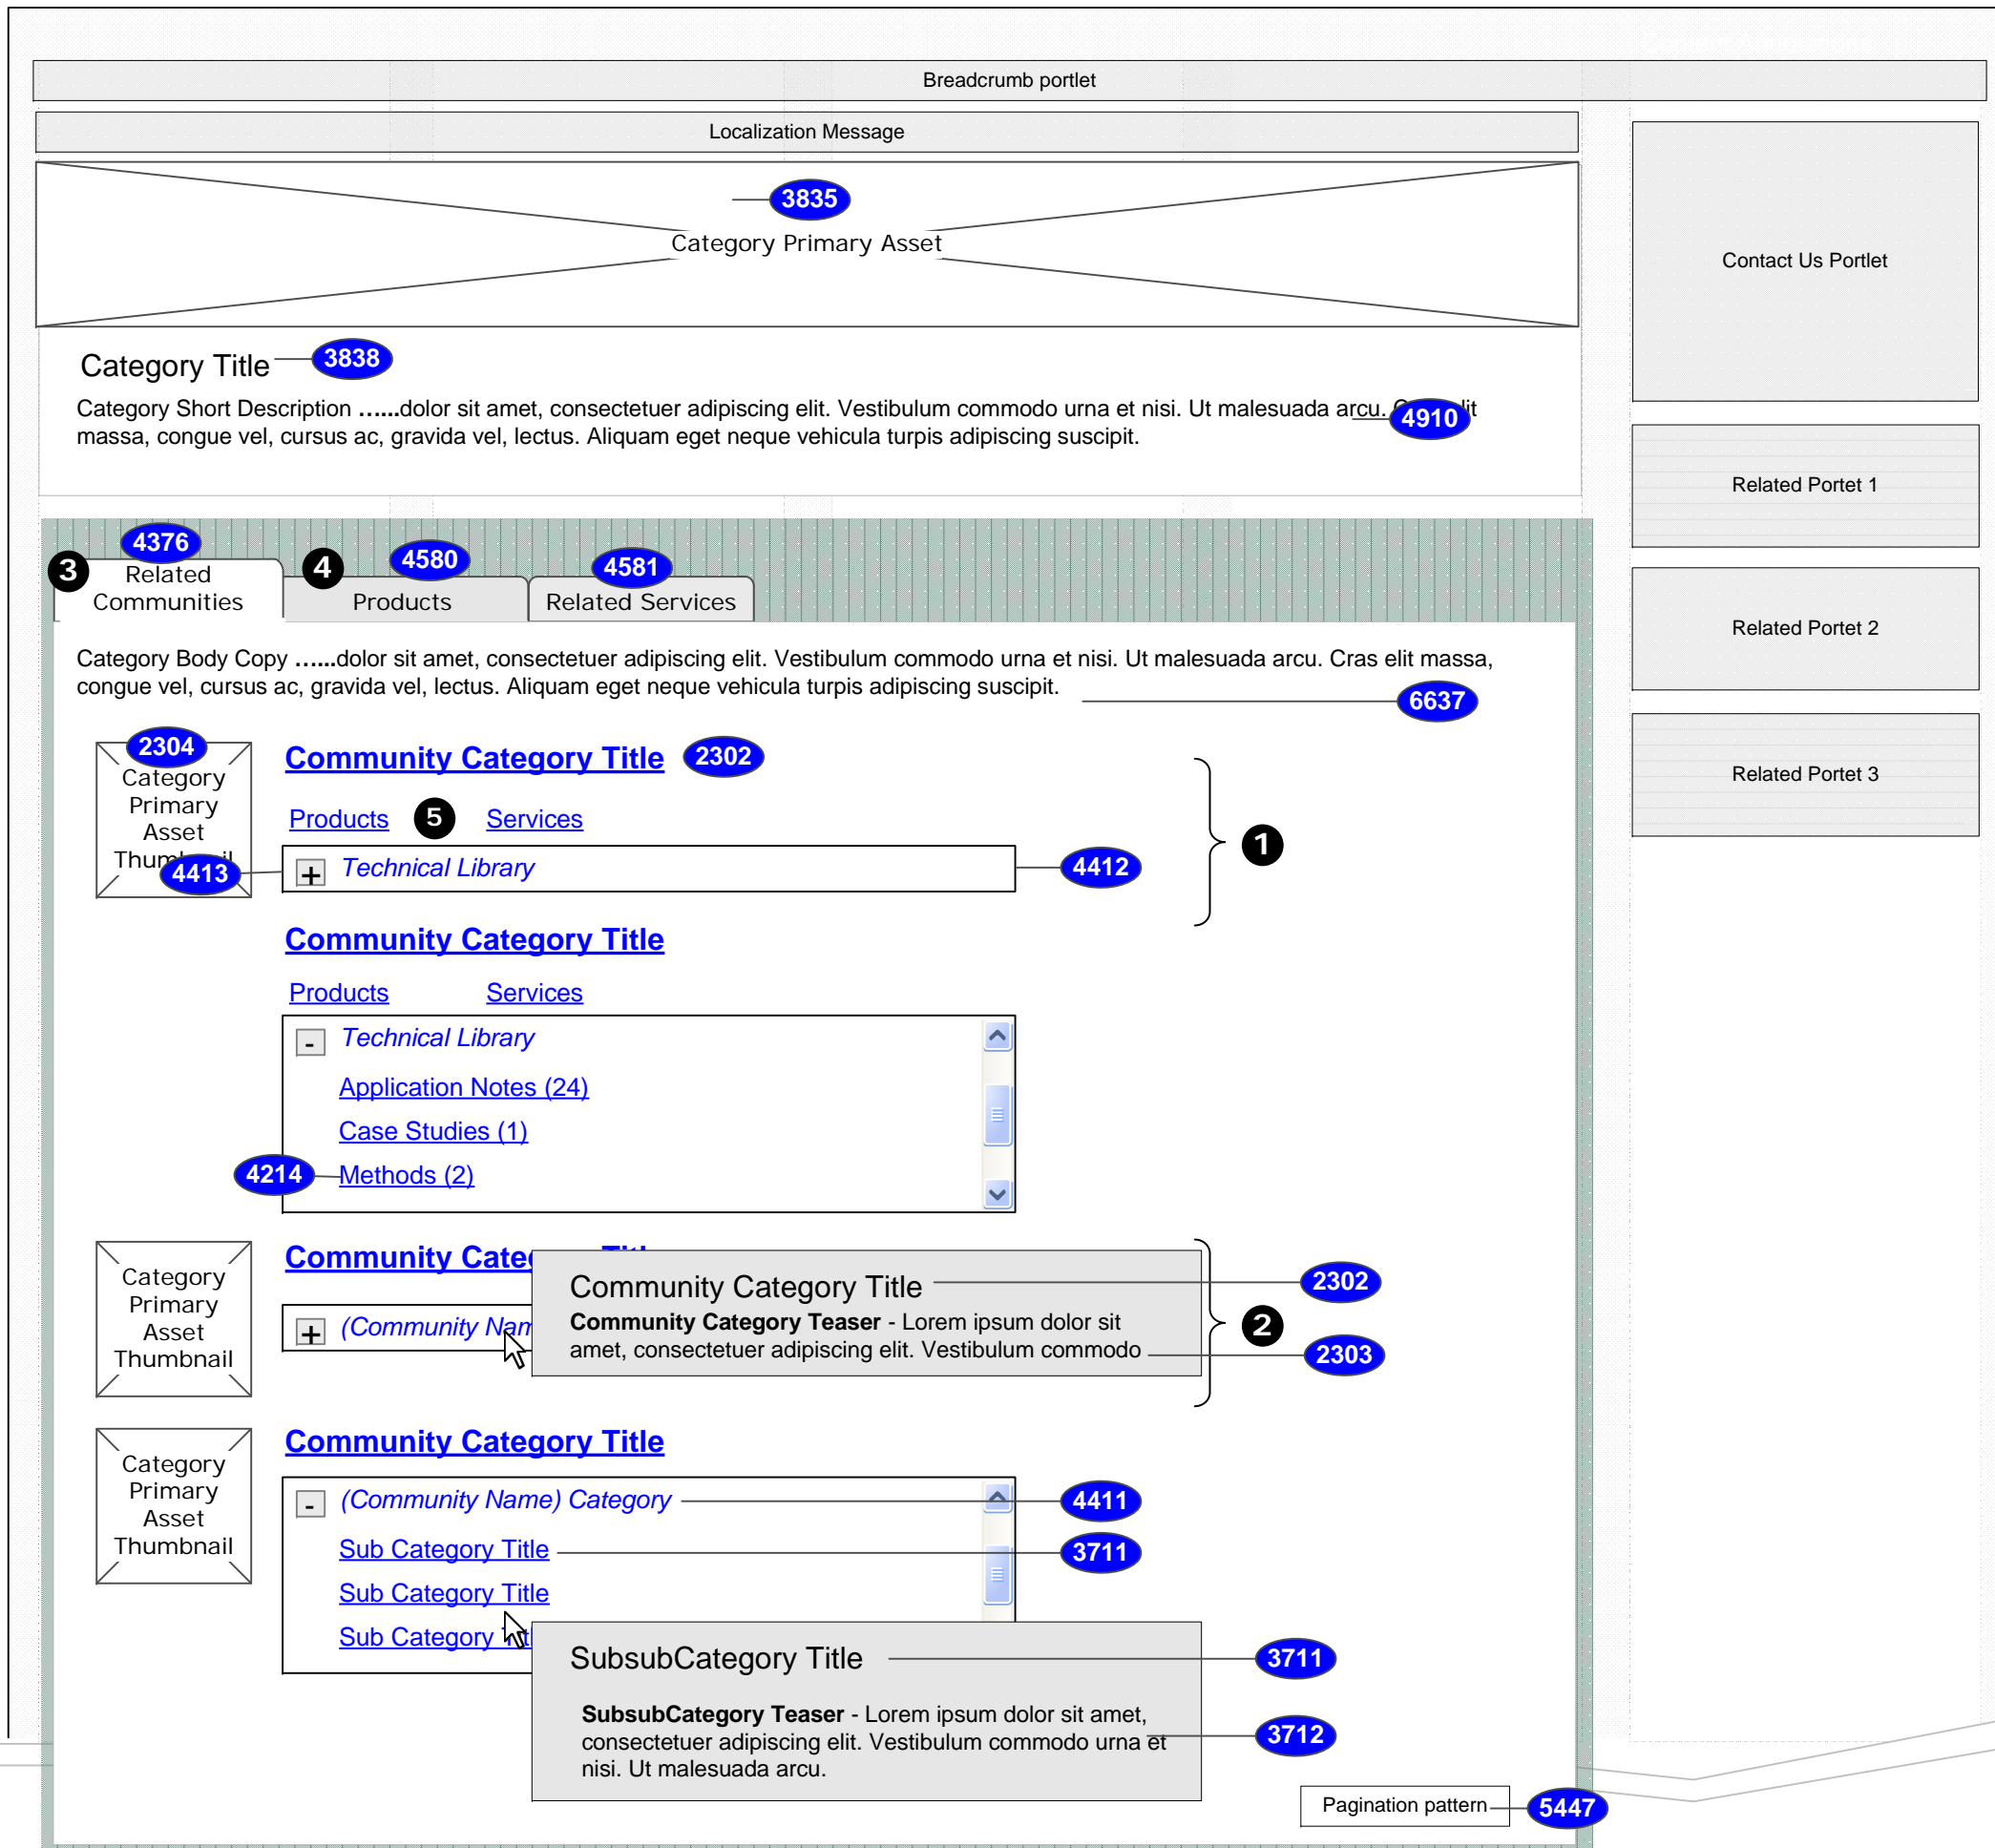 Breadcrumb portlet
Localization Message
3835
Category Primary Asset
Contact Us Portlet
Category Title
3838
Category Short Description …...dolor sit amet, consectetuer adipiscing elit. Vestibulum commodo urna et nisi. Ut malesuada arcu.
4910
massa, congue vel, cursus ac, gravida vel, lectus. Aliquam eget neque vehicula turpis adipiscing suscipit.
Related Portet 1
Related Portet 2
Related Portet 3
3
4376
Related
Communities
4
4580
Products
4581
Related Services
Category Body Copy …...dolor sit amet, consectetuer adipiscing elit. Vestibulum commodo urna et nisi. Ut malesuada arcu. Cras elit massa,
congue vel, cursus ac, gravida vel, lectus. Aliquam eget neque vehicula turpis adipiscing suscipit.
6637
2304
Category
Primary
Asset
4413
Community Category Title 2302
Products 5 Services
+ Technical Library
4412
1
Community Category Title
Products Services
- Technical Library
Application Notes (24)
Case Studies (1)
4214
Methods (2)
Category
Primary
Asset
Thumbnail
Community
+ (Community
Community Category Title
2302
Community Category Teaser - Lorem ipsum dolor sit
amet, consectetuer adipiscing elit. Vestibulum commodo
2303
2
Category
Primary
Asset
Thumbnail
Community Category Title
- (Community Name) Category
4411
Sub Category Title
3711
Sub Category Title
Sub Category
SubsubCategory Title
3711
SubsubCategory Teaser - Lorem ipsum dolor sit amet,
consectetuer adipiscing elit. Vestibulum commodo urna et
nisi. Ut malesuada arcu.
3712
Pagination pattern
5447